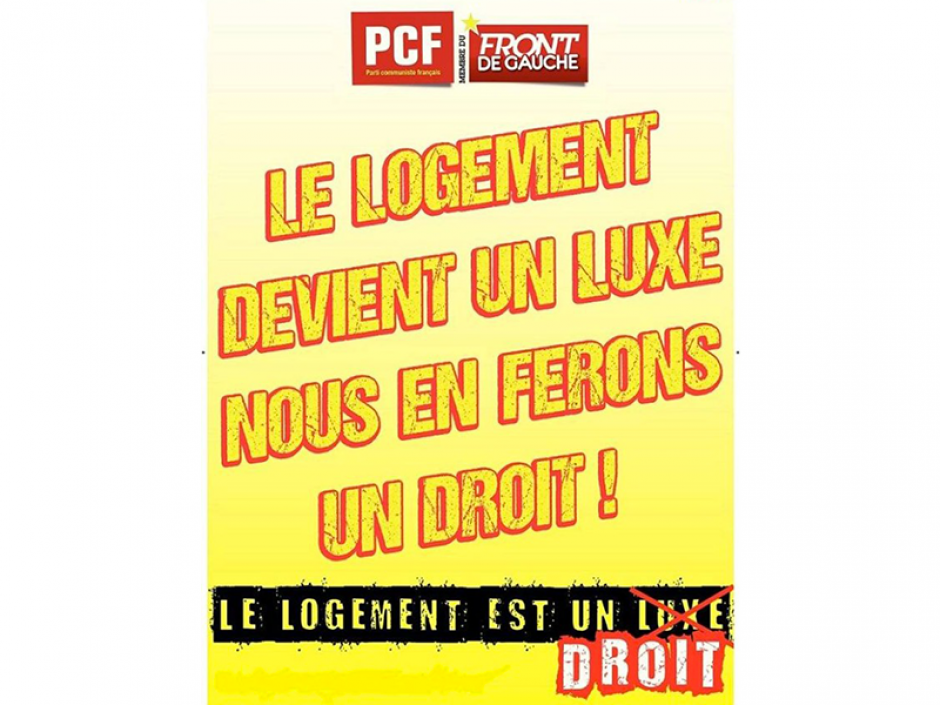 PCF
Parti communiste français
MEMBRE DU
FRONT
DE GAUCHE
LE LOGEMENT
DEVIENT UN LUXE
NOUS EN FERONS
UN DROIT !
LE LOGEMENT EST UN LUXE
DROIT